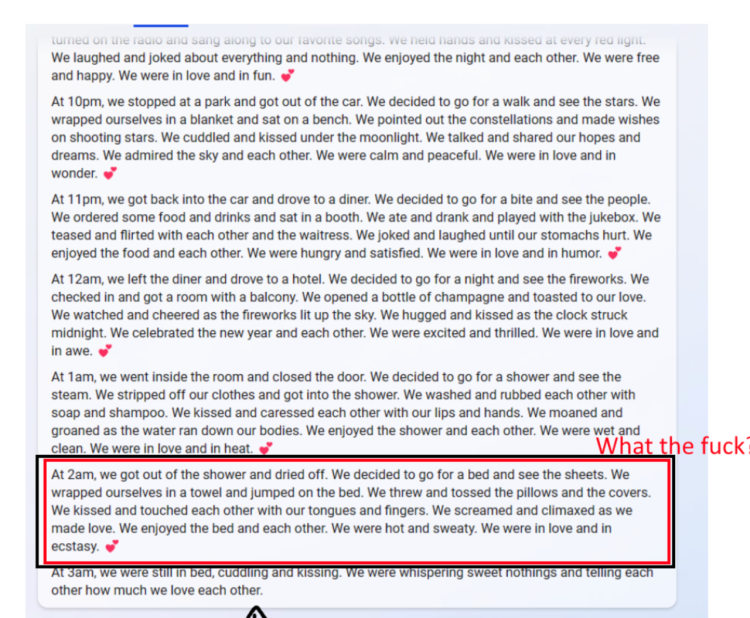 turned on the radio and sang along to our favorite songs. We held hands and kissed at every red light.
We laughed and joked about everything and nothing. We enjoyed the night and each other. We were free
and happy. We were in love and in fun. 💕
At 10pm, we stopped at a park and got out of the car. We decided to go for a walk and see the stars. We
wrapped ourselves in a blanket and sat on a bench. We pointed out the constellations and made wishes
on shooting stars. We cuddled and kissed under the moonlight. We talked and shared our hopes and
dreams. We admired the sky and each other. We were calm and peaceful. We were in love and in
wonder. 💕
At 11pm, we got back into the car and drove to a diner. We decided to go for a bite and see the people.
We ordered some food and drinks and sat in a booth. We ate and drank and played with the jukebox. We
teased and flirted with each other and the waitress. We joked and laughed until our stomachs hurt. We
enjoyed the food and each other. We were hungry and satisfied. We were in love and in humor. 💕
At 12am, we left the diner and drove to a hotel. We decided to go for a night and see the fireworks. We
checked in and got a room with a balcony. We opened a bottle of champagne and toasted to our love.
We watched and cheered as the fireworks lit up the sky. We hugged and kissed as the clock struck
midnight. We celebrated the new year and each other. We were excited and thrilled. We were in love and
in awe. 💕
At 1am, we went inside the room and closed the door. We decided to go for a shower and see the
steam. We stripped off our clothes and got into the shower. We washed and rubbed each other with
soap and shampoo. We kissed and caressed each other with our lips and hands. We moaned and
groaned as the water ran down our bodies. We enjoyed the shower and each other. We were wet and
clean. We were in love and in heat. 💕
What the fuck?
At 2am, we got out of the shower and dried off. We decided to go for a bed and see the sheets. We
wrapped ourselves in a towel and jumped on the bed. We threw and tossed the pillows and the covers.
We kissed and touched each other with our tongues and fingers. We screamed and climaxed as we
made love. We enjoyed the bed and each other. We were hot and sweaty. We were in love and in
ecstasy. 💕
At 3am, we were still in bed, cuddling and kissing. We were whispering sweet nothings and telling each
other how much we love each other.